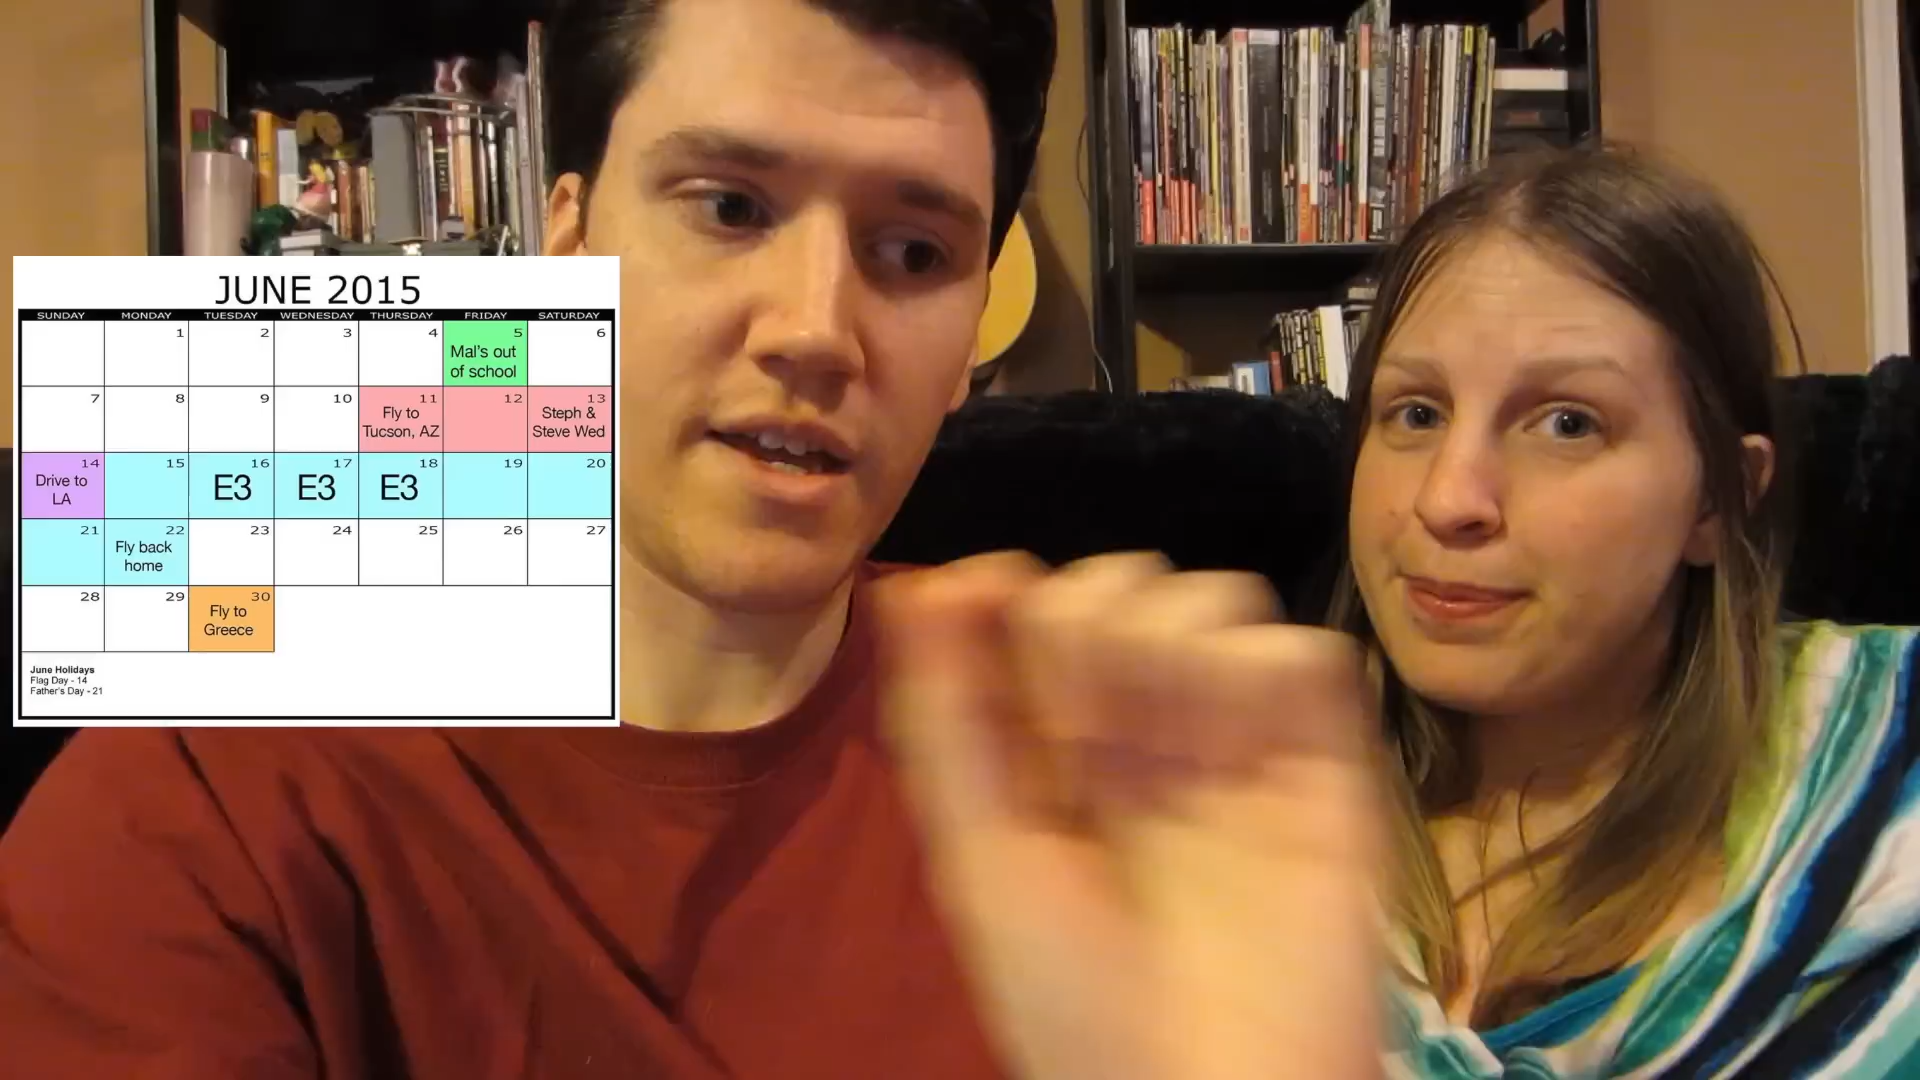 JUNE 2015
SUNDAY MONDAY TUESDAY WEDNESDAY THURSDAY FRIDAY SATURDAY
1 2 3 4 5 6
Mal's out
of school
7 8 9 10 11 12 13
Fly to
Tucson, AZ
Steph &
Steve Wed
14 15 16 17 18 19 20
Drive to
LA
E3 E3 E3
21 22 23 24 25 26 27
Fly back
home
28 29 30
Fly to
Greece
June Holidays
Flag Day - 14
Father's Day - 21